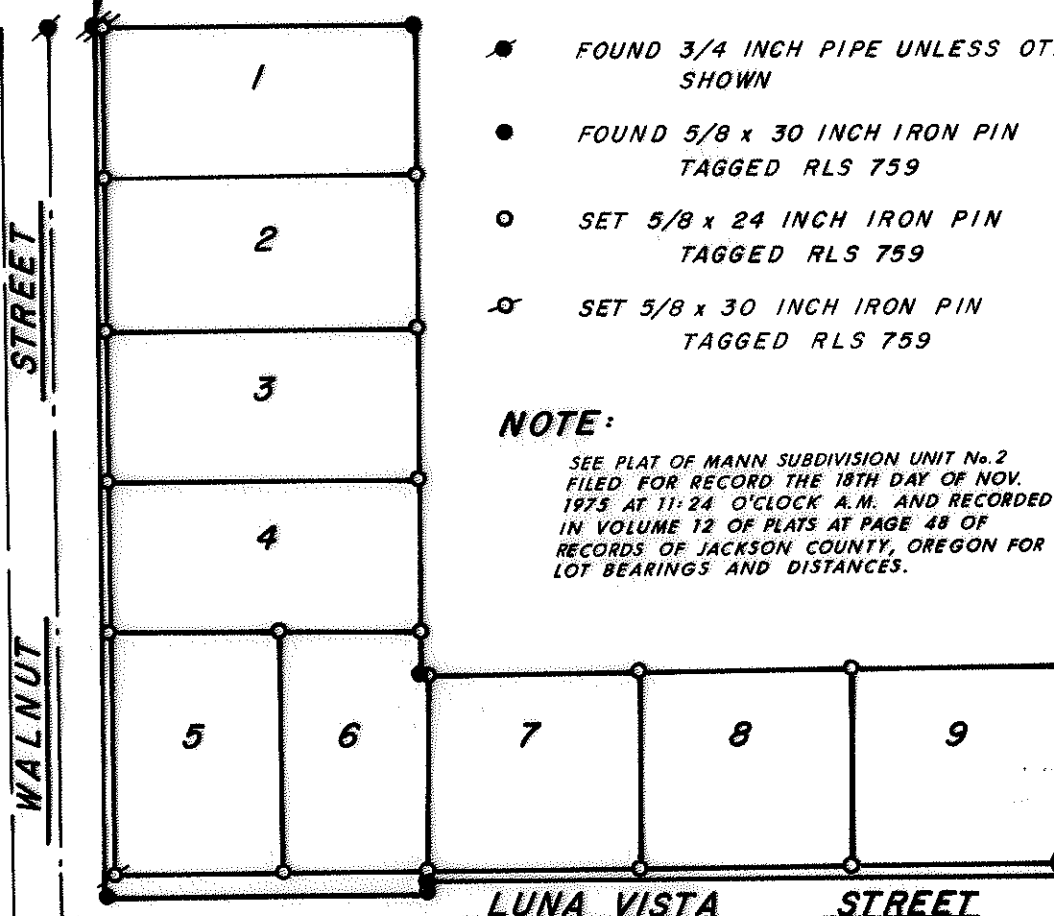 1
2
3
4
5
6
7
8
9
WALNUT STREET
LUNA VISTA STREET
FOUND 3/4 INCH PIPE UNLESS
SHOWN
FOUND 5/8 x 30 INCH IRON PIN
TAGGED RLS 759
SET 5/8 x 24 INCH IRON PIN
TAGGED RLS 759
SET 5/8 x 30 INCH IRON PIN
TAGGED RLS 759
NOTE:
SEE PLAT OF MANN SUBDIVISION UNIT No. 2
FILED FOR RECORD THE 18TH DAY OF NOV.
1975 AT 11:24 O'CLOCK A.M. AND RECORDED
IN VOLUME 12 OF PLATS AT PAGE 48 OF
RECORDS OF JACKSON COUNTY, OREGON FOR
LOT BEARINGS AND DISTANCES.